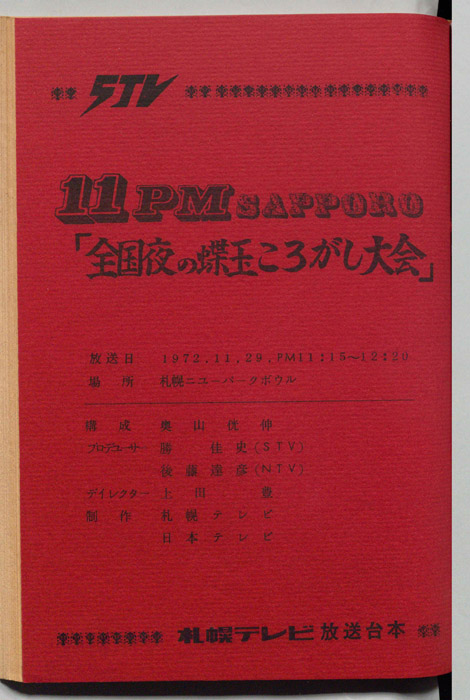 STV
11PM SAPPORO
「全国夜の蝶玉ころがし大会」
放送日 1972.11.29.PM11:15~12:20
場所 札幌ニューパークボウル
構成 奥山侊伸
プロデューサー 勝佳史(STV)
後藤達彦(NTV)
ディレクター 上田豊
制作 札幌テレビ
日本テレビ
札幌テレビ放送台本